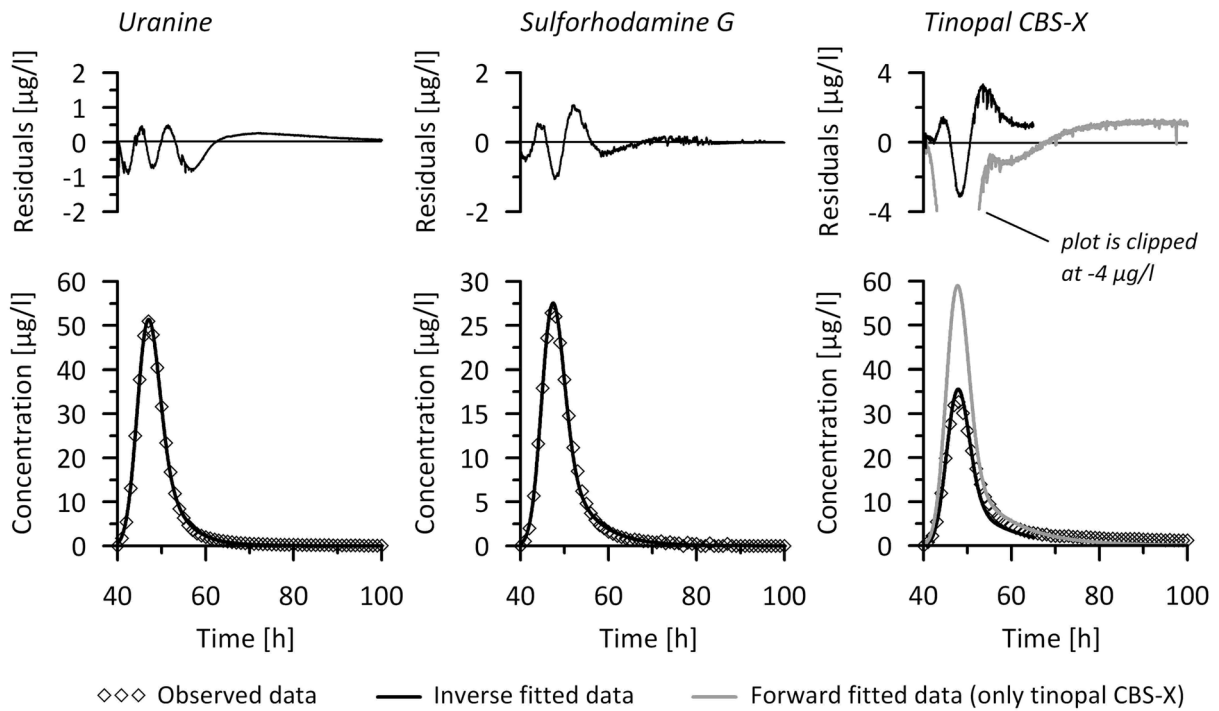 Uranine
Sulforhodamine G
Tinopal CBS-X
Residuals [µg/l]
2
1
0
-1
-2
Residuals [µg/l]
2
1
0
-2
Residuals [µg/l]
4
0
-4
plot is clipped
at -4 µg/l
Concentration [µg/l]
60
50
40
30
20
10
0
40
60
80
100
Time [h]
Concentration [µg/l]
30
25
20
15
10
5
0
40
60
80
100
Time [h]
Concentration [µg/l]
60
50
40
30
20
10
0
40
60
80
100
Time [h]
Observed data
Inverse fitted data
Forward fitted data (only tinopal CBS-X)